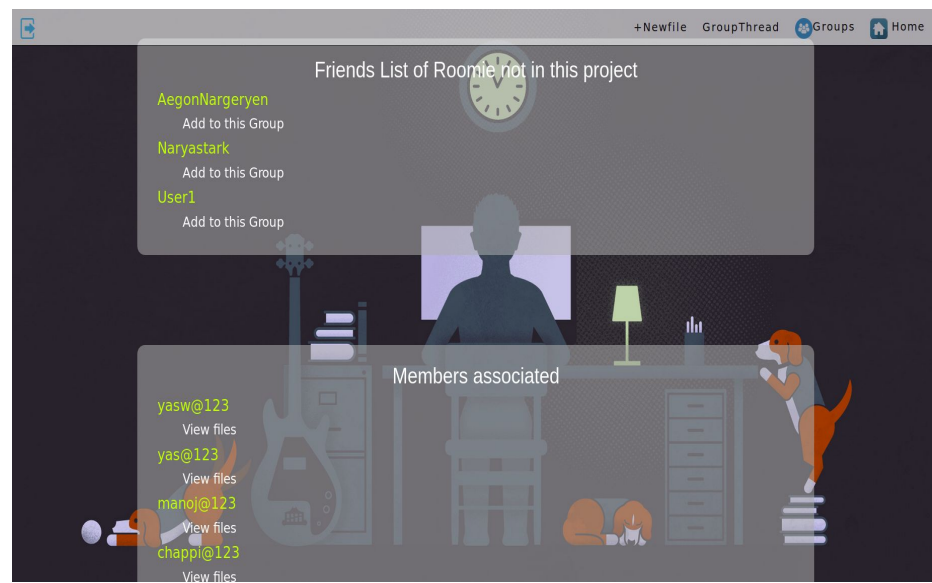 +Newfile GroupThread Groups Home
Friends List of Roomie not in this project
AegonNargeryen
Add to this Group
Naryastark
Add to this Group
User1
Add to this Group
Members associated
yasw@123
View files
yas@123
View files
manoj@123
View files
chappi@123
View files